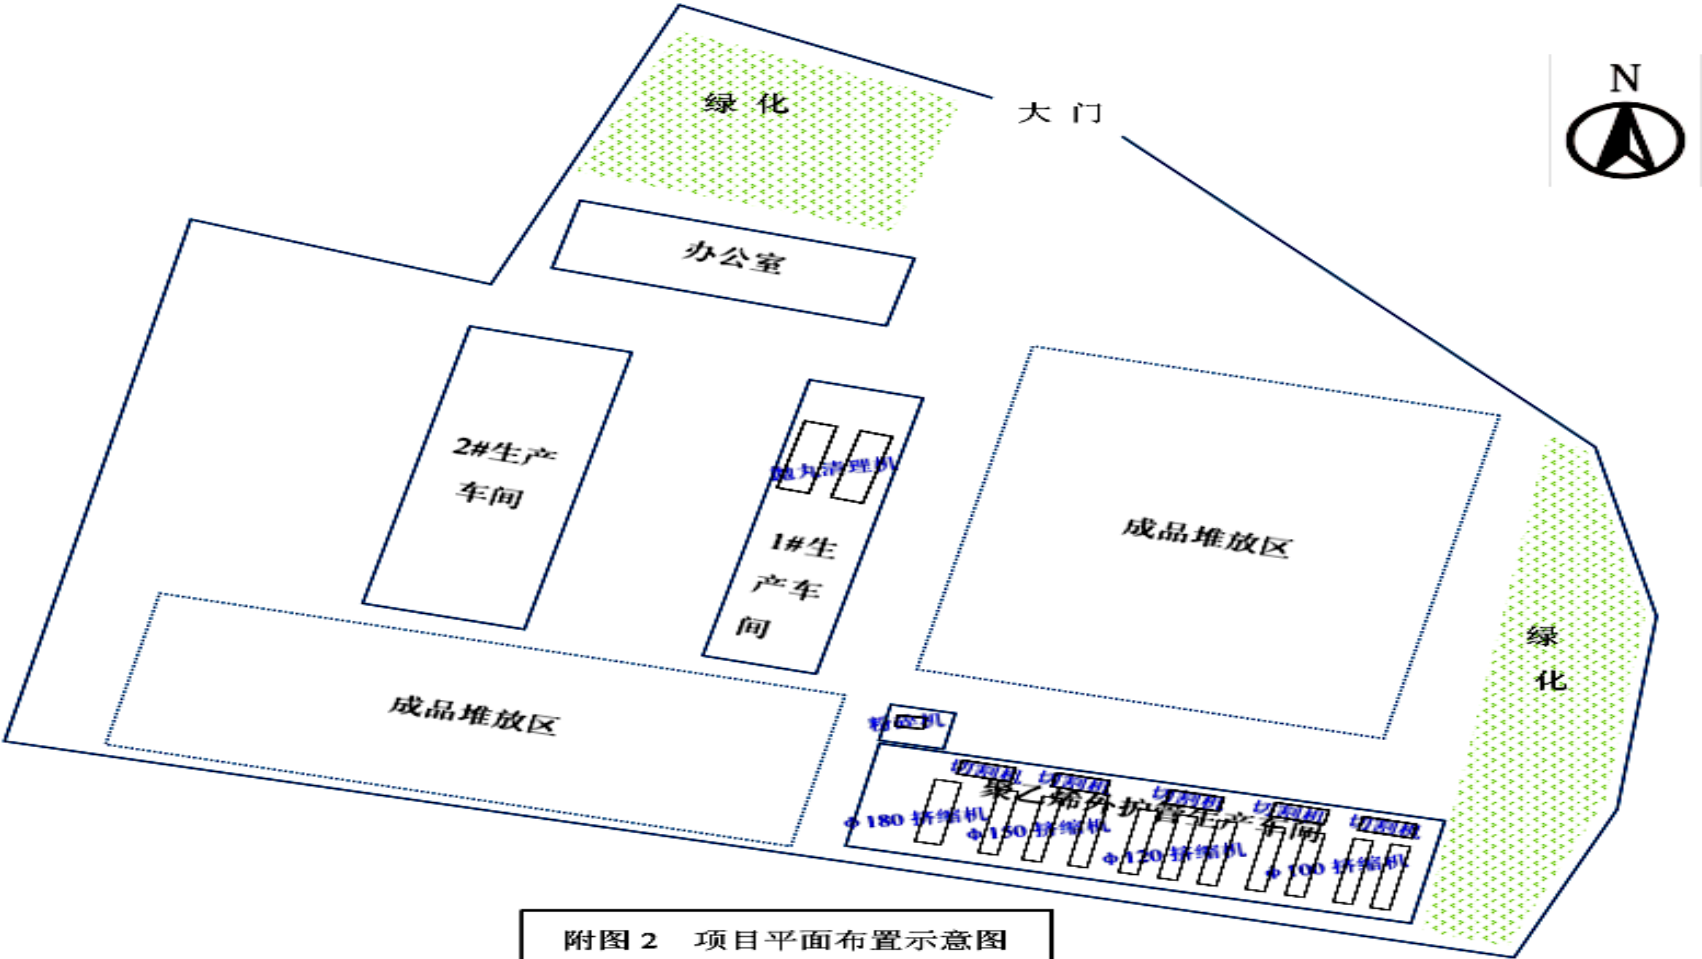 N
绿 化
大 门
办公室
2#生产
车间
抛丸清理机
1#生
产车
间
成品堆放区
绿
化
成品堆放区
粉碎机
切割机
切割机
切割机
切割机
切割机
聚乙烯外护管生产车间
Φ180 挤缩机
Φ150 挤缩机
Φ120 挤缩机
Φ100 挤缩机
附图 2 项目平面布置示意图